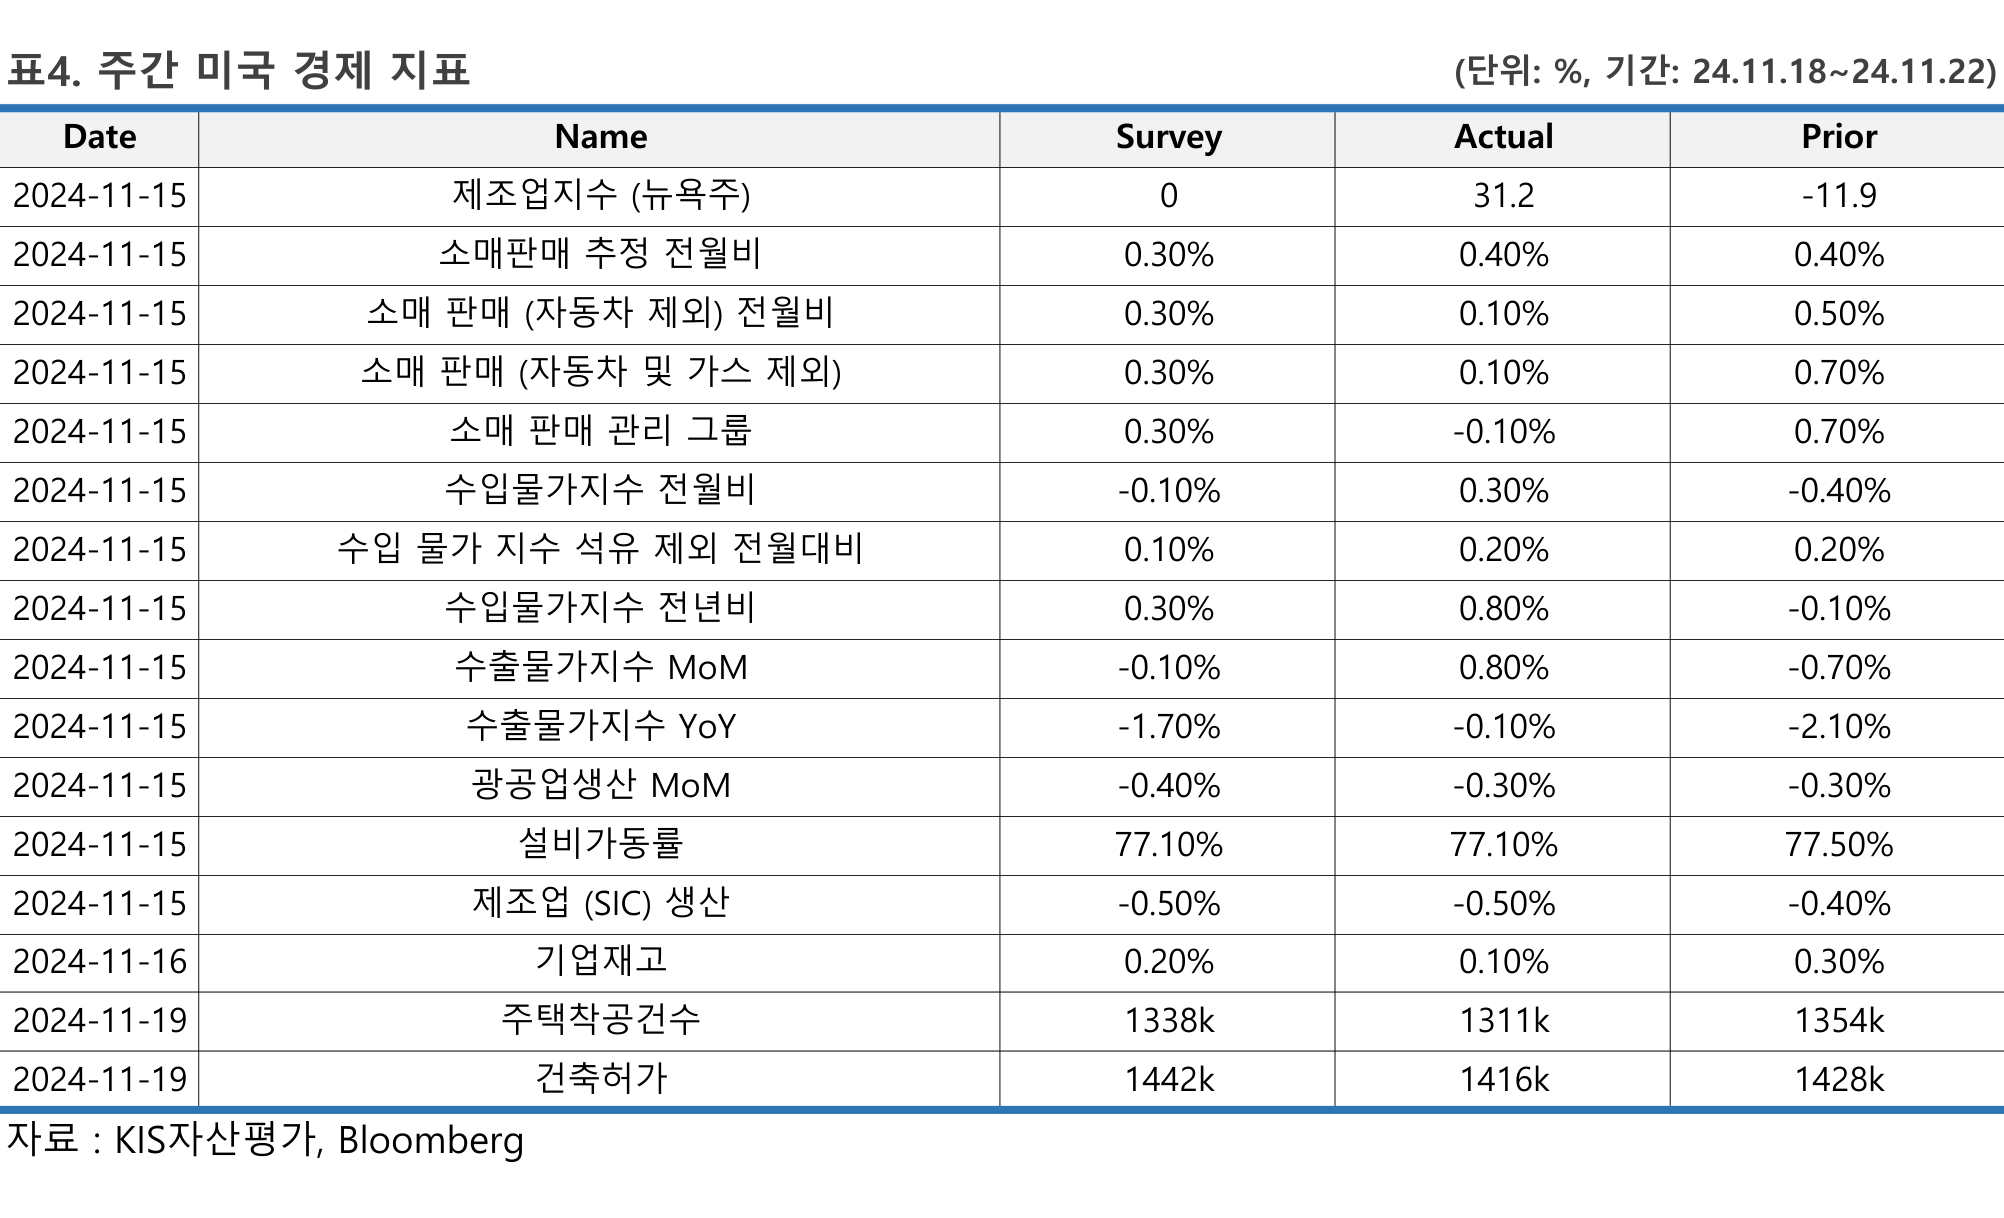 표4. 주간 미국 경제 지표 (단위: %, 기간: 24.11.18~24.11.22)
Date Name Survey Actual Prior
2024-11-15 제조업지수 (뉴욕주) 0 31.2 -11.9
2024-11-15 소매판매 추정 전월비 0.30% 0.40% 0.40%
2024-11-15 소매 판매 (자동차 제외) 전월비 0.30% 0.10% 0.50%
2024-11-15 소매 판매 (자동차 및 가스 제외) 0.30% 0.10% 0.70%
2024-11-15 소매 판매 관리 그룹 0.30% -0.10% 0.70%
2024-11-15 수입물가지수 전월비 -0.10% 0.30% -0.40%
2024-11-15 수입 물가 지수 석유 제외 전월대비 0.10% 0.20% 0.20%
2024-11-15 수입물가지수 전년비 0.30% 0.80% -0.10%
2024-11-15 수출물가지수 MoM -0.10% 0.80% -0.70%
2024-11-15 수출물가지수 YoY -1.70% -0.10% -2.10%
2024-11-15 광공업생산 MoM -0.40% -0.30% -0.30%
2024-11-15 설비가동률 77.10% 77.10% 77.50%
2024-11-15 제조업 (SIC) 생산 -0.50% -0.50% -0.40%
2024-11-16 기업재고 0.20% 0.10% 0.30%
2024-11-19 주택착공건수 1338k 1311k 1354k
2024-11-19 건축허가 1442k 1416k 1428k
자료 : KIS자산평가, Bloomberg